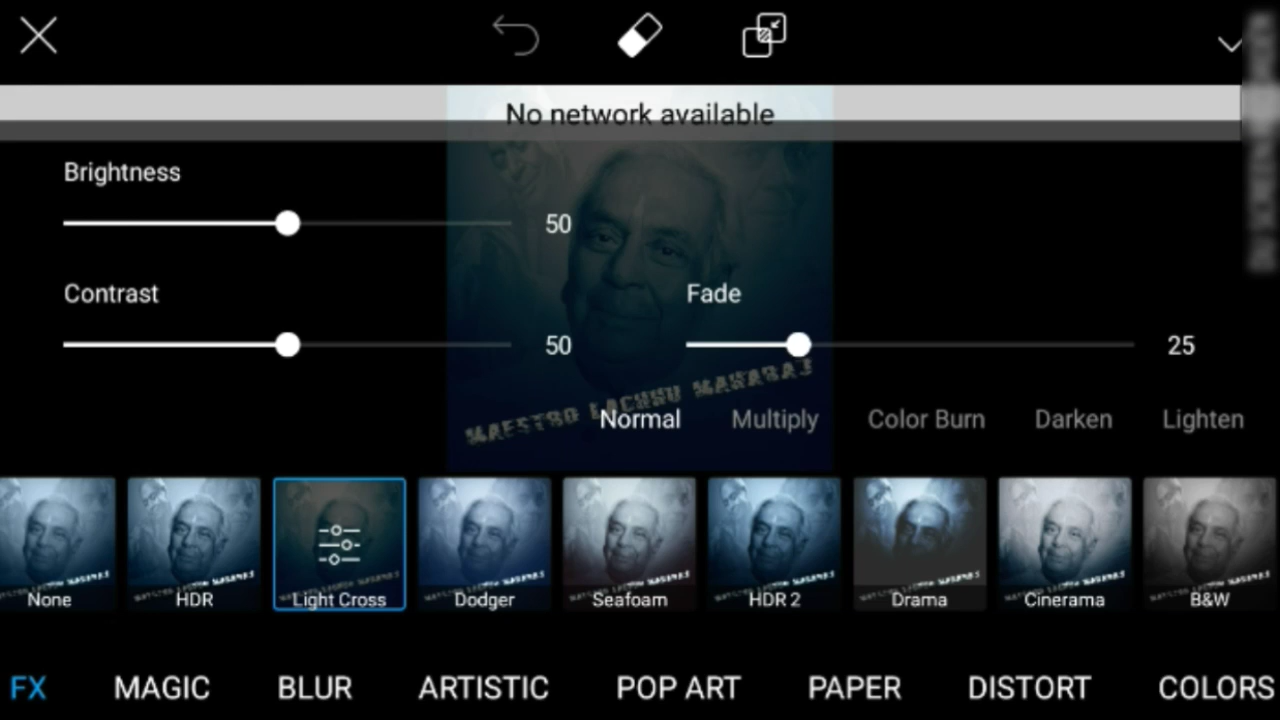 No network available
Brightness
50
Contrast
50
Fade
25
MAESTRO LACHHU MAHARAJ
Normal Multiply Color Burn Darken Lighten
None HDR Light Cross Dodger Seafoam HDR 2 Drama Cinerama B&W
FX MAGIC BLUR ARTISTIC POP ART PAPER DISTORT COLORS